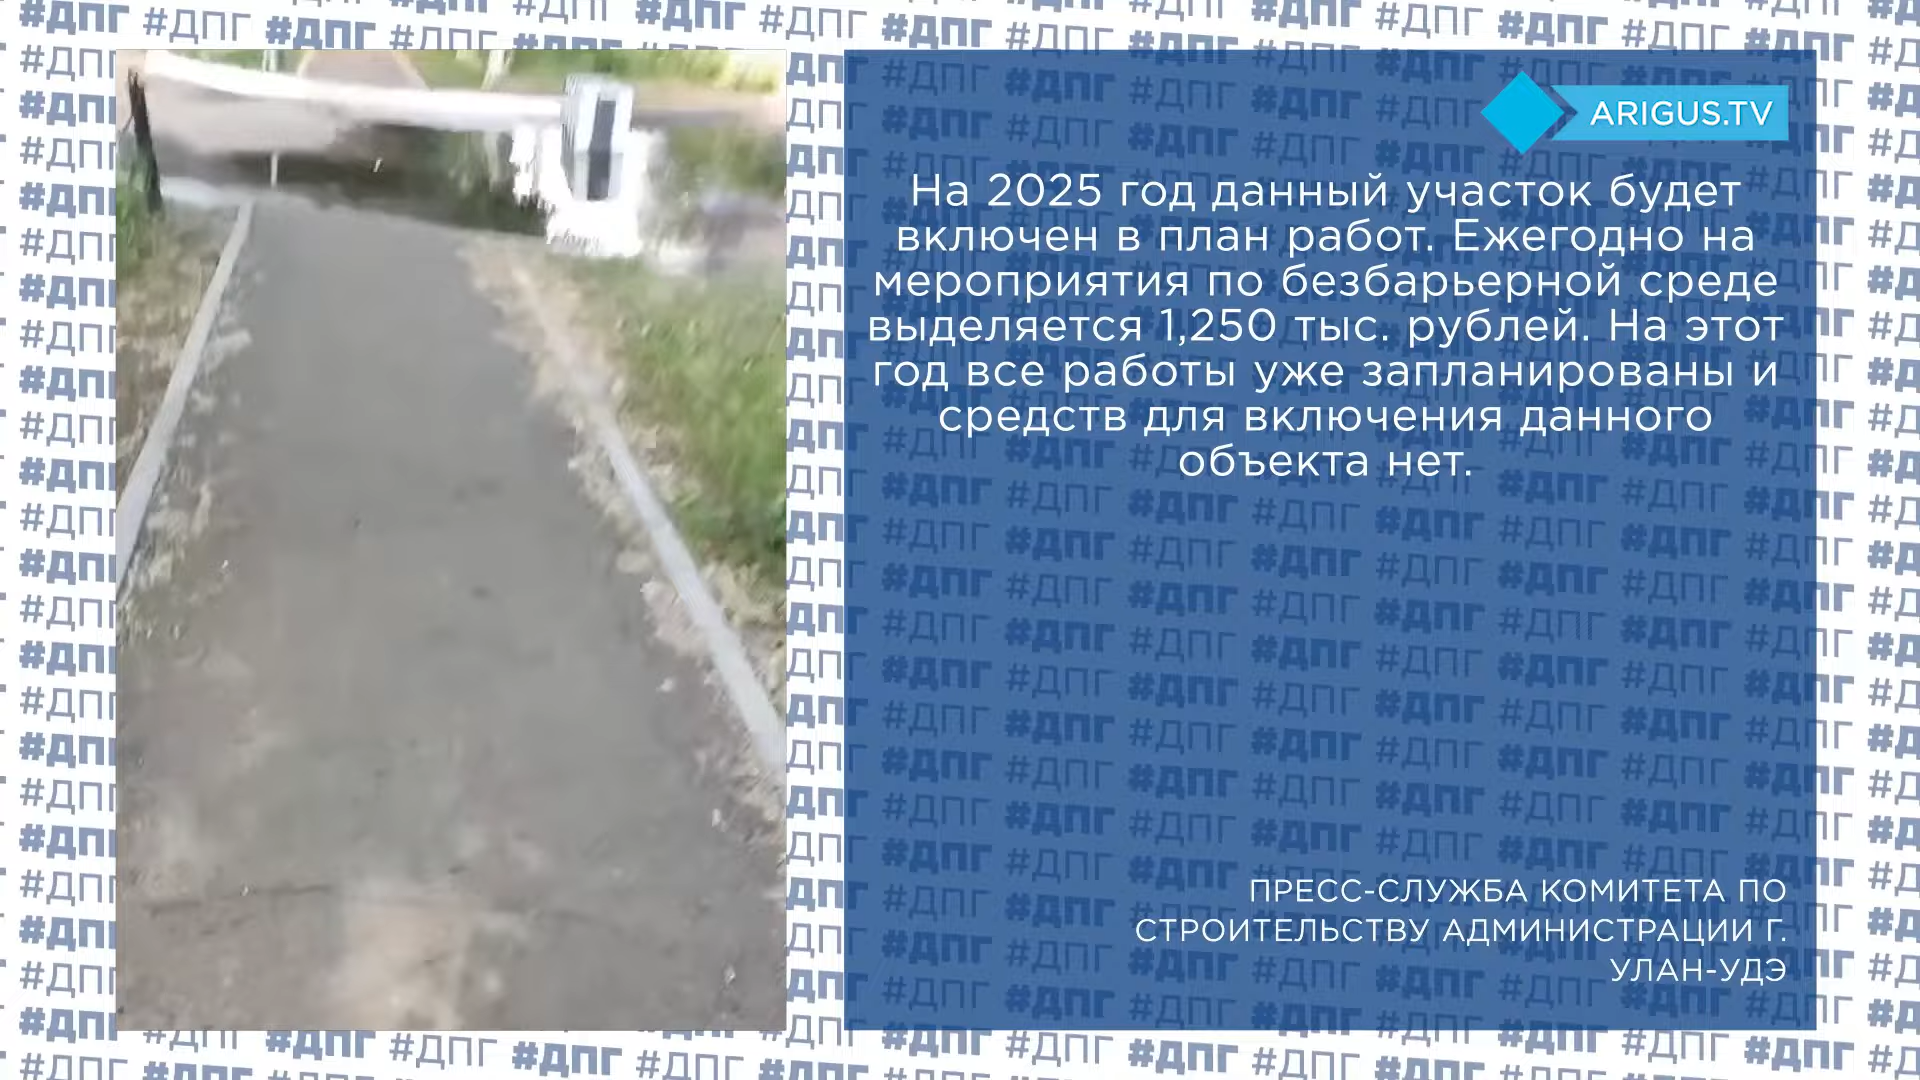 ARIGUS.TV
На 2025 год данный участок будет
включен в план работ. Ежегодно на
мероприятия по безбарьерной среде
выделяется 1,250 тыс. рублей. На этот
год все работы уже запланированы и
средств для включения данного
объекта нет.
ПРЕСС-СЛУЖБА КОМИТЕТА ПО
СТРОИТЕЛЬСТВУ АДМИНИСТРАЦИИ Г.
УЛАН-УДЭ
#ДПГ